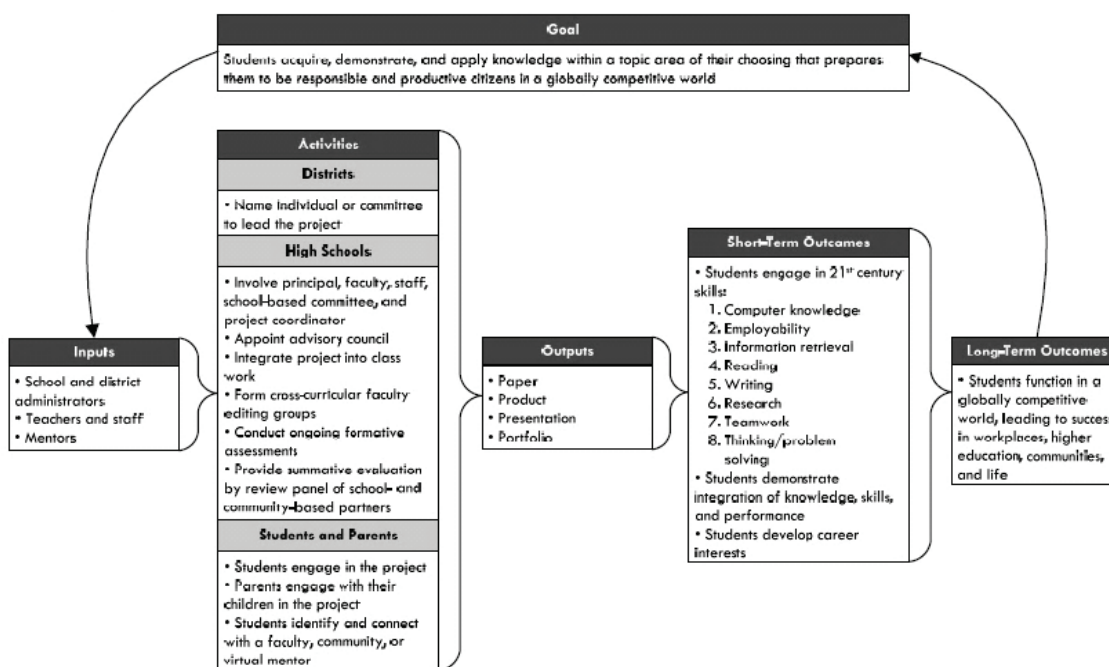 Goal
Students acquire, demonstrate, and apply knowledge within a topic area of their choosing that prepares
them to be responsible and productive citizens in a globally competitive world
Activities
Districts
• Name individual or committee
to lead the project
High Schools
• Involve principal, faculty, staff,
school-based committee, and
project coordinator
• Appoint advisory council
• Integrate project into class
work
• Form cross-curricular faculty
editing groups
• Conduct ongoing formative
assessments
• Provide summative evaluation
by review panel of school- and
community-based partners
Students and Parents
• Students engage in the project
• Parents engage with their
children in the project
• Students identify and connect
with a faculty, community, or
virtual mentor
Inputs
• School and district
administrators
• Teachers and staff
• Mentors
Outputs
• Paper
• Product
• Presentation
• Portfolio
Short-Term Outcomes
• Students engage in 21st century
skills:
1. Computer knowledge
2. Employability
3. Information retrieval
4. Reading
5. Writing
6. Research
7. Teamwork
8. Thinking/problem
solving
• Students demonstrate
integration of knowledge, skills,
and performance
• Students develop career
interests
Long-Term Outcomes
• Students function in a
globally competitive
world, leading to success
in workplaces, higher
education, communities,
and life